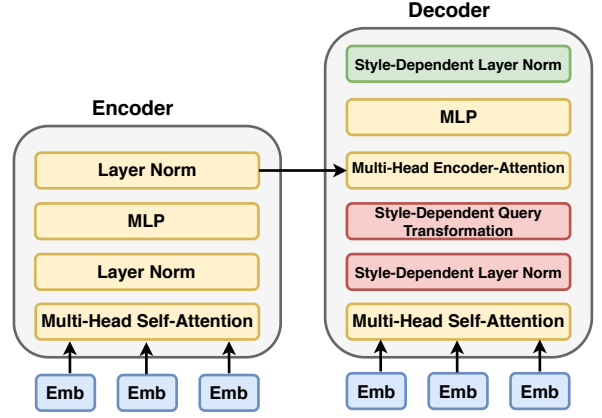 Encoder
Layer Norm
MLP
Layer Norm
Multi-Head Self-Attention
Emb
Emb
Emb
Decoder
Style-Dependent Layer Norm
MLP
Multi-Head Encoder-Attention
Style-Dependent Query
Transformation
Style-Dependent Layer Norm
Multi-Head Self-Attention
Emb
Emb
Emb